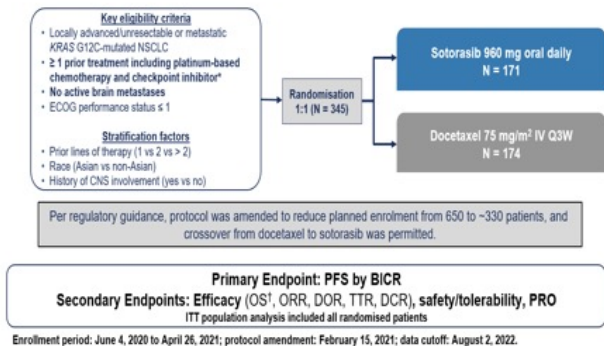 Key eligibility criteria
• Locally advanced/unresectable or metastatic
KRAS G12C-mutated NSCLC
• ≥ 1 prior treatment including platinum-based
chemotherapy and checkpoint inhibitor*
• No active brain metastases
• ECOG performance status ≤ 1
Stratification factors
• Prior lines of therapy (1 vs 2 vs > 2)
• Race (Asian vs non-Asian)
• History of CNS involvement (yes vs no)
Randomisation
1:1 (N = 345)
Sotorasib 960 mg oral daily
N = 171
Docetaxel 75 mg/m² IV Q3W
N = 174
Per regulatory guidance, protocol was amended to reduce planned enrolment from 650 to ~330 patients, and
crossover from docetaxel to sotorasib was permitted.
Primary Endpoint: PFS by BICR
Secondary Endpoints: Efficacy (OS†, ORR, DOR, TTR, DCR), safety/tolerability, PRO
ITT population analysis included all randomised patients
Enrollment period: June 4, 2020 to April 26, 2021; protocol amendment: February 15, 2021; data cutoff: August 2, 2022.